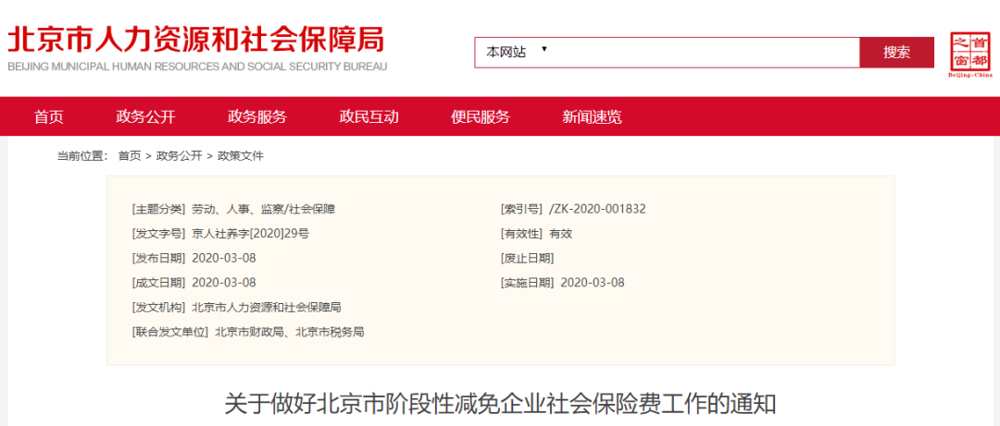 北京市人力资源和社会保障局
BEIJING MUNICIPAL HUMAN RESOURCES AND SOCIAL SECURITY BUREAU
本网站 ▼
搜索
首都之窗
Beijing-China
首页 政务公开 政务服务 政民互动 便民服务 新闻速览
当前位置： 首页 > 政务公开 > 政策文件
[主题分类] 劳动、人事、监察/社会保障
[索引号] /ZK-2020-001832
[发文字号] 京人社养字[2020]29号
[有效性] 有效
[发布日期] 2020-03-08
[废止日期]
[成文日期] 2020-03-08
[实施日期] 2020-03-08
[发文机构] 北京市人力资源和社会保障局
[联合发文单位] 北京市财政局、北京市税务局
关于做好北京市阶段性减免企业社会保险费工作的通知